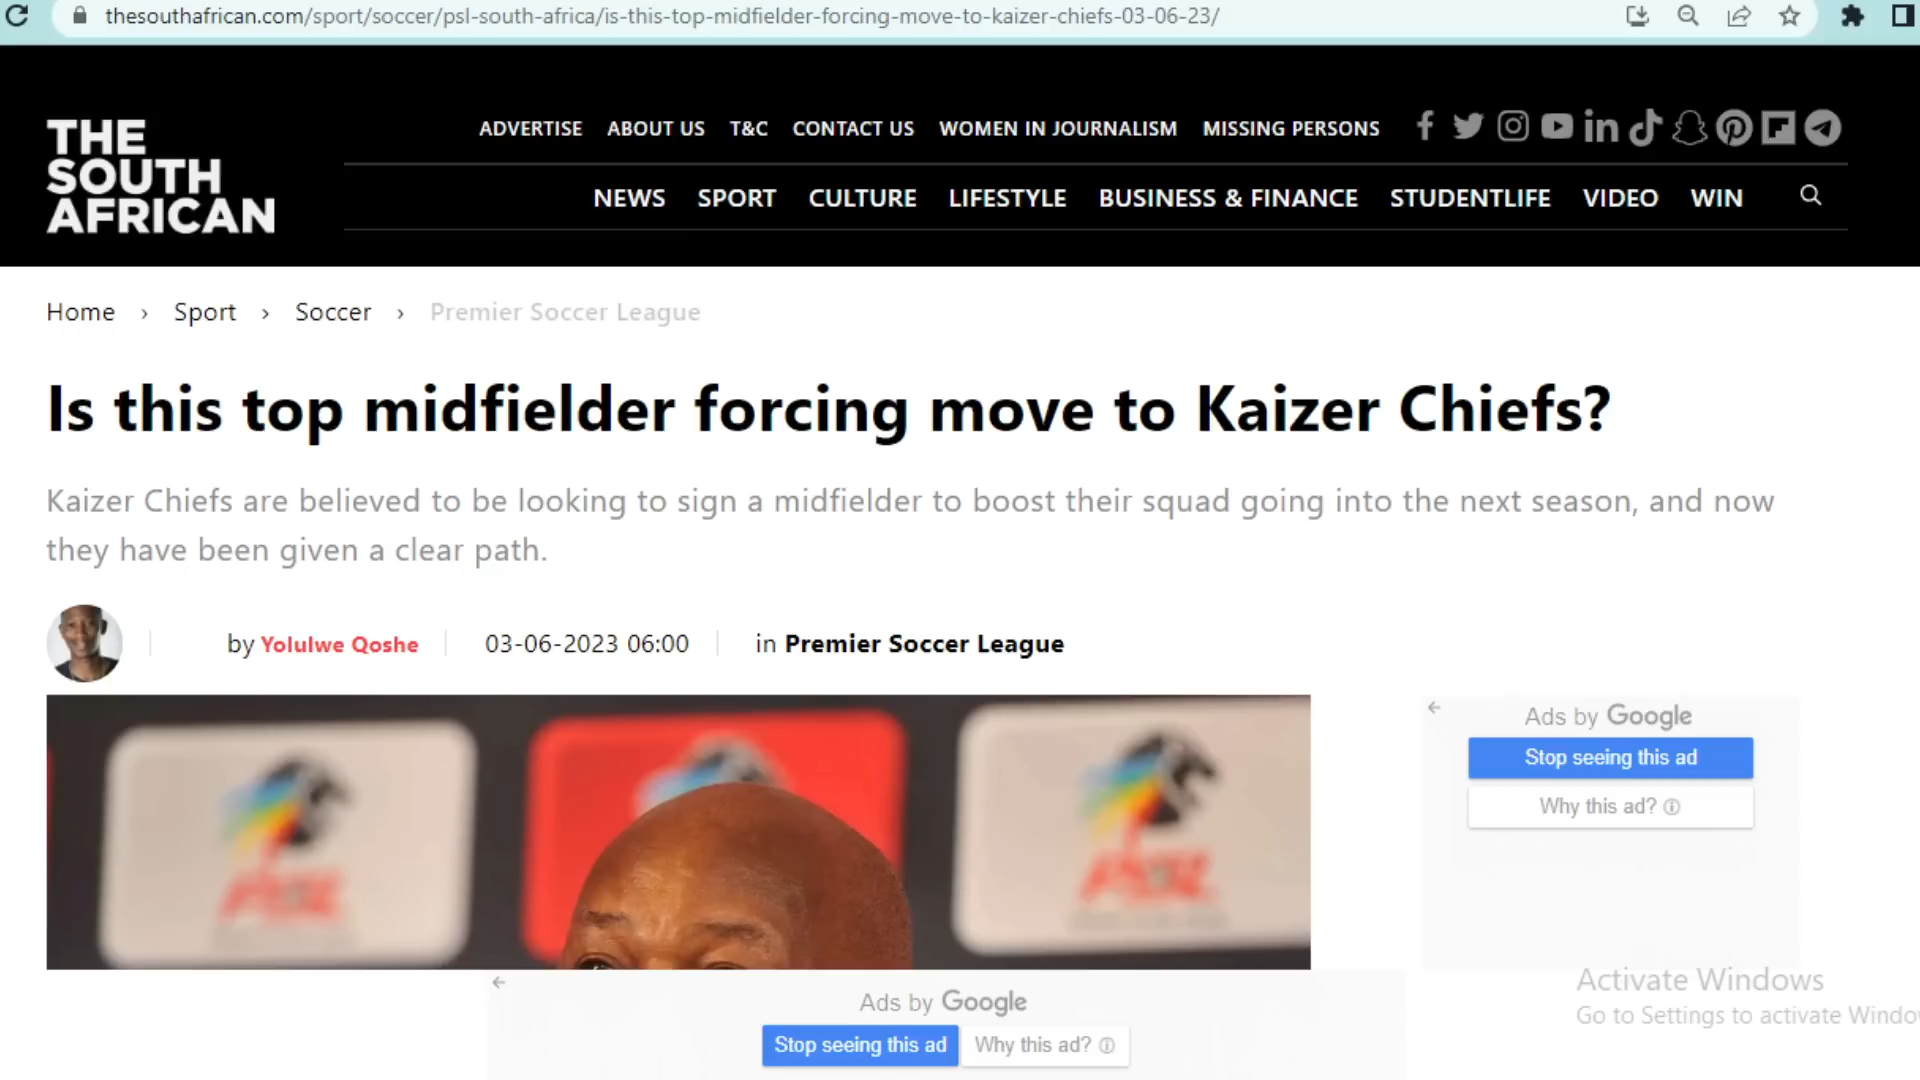 thesouthafrican.com/sport/soccer/psl-south-africa/is-this-top-midfielder-forcing-move-to-kaizer-chiefs-03-06-23/
ADVERTISE ABOUT US T&C CONTACT US WOMEN IN JOURNALISM MISSING PERSONS
THE
SOUTH
AFRICAN
NEWS SPORT CULTURE LIFESTYLE BUSINESS & FINANCE STUDENTLIFE VIDEO WIN
Home › Sport › Soccer › Premier Soccer League
Is this top midfielder forcing move to Kaizer Chiefs?
Kaizer Chiefs are believed to be looking to sign a midfielder to boost their squad going into the next season, and now
they have been given a clear path.
by Yolulwe Qoshe 03-06-2023 06:00 in Premier Soccer League
PSL
PSL
Ads by Google
Stop seeing this ad
Why this ad?
Activate Windows
Go to Settings to activate Windo
Ads by Google
Stop seeing this ad Why this ad?